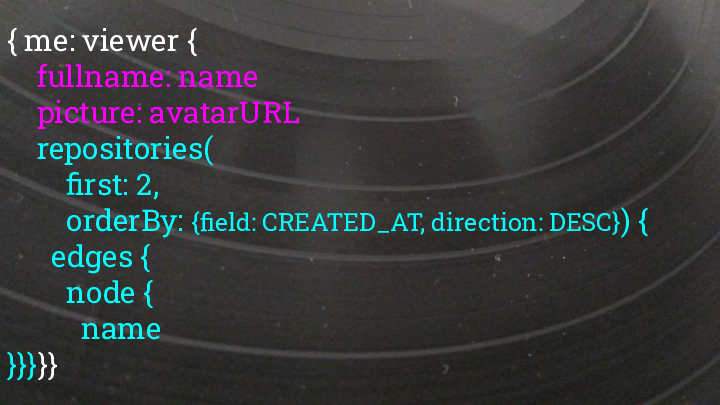 { me: viewer {
fullname: name
picture: avatarURL
repositories(
first: 2,
orderBy: {field: CREATED_AT, direction: DESC}) {
edges {
node {
name
}}}}}